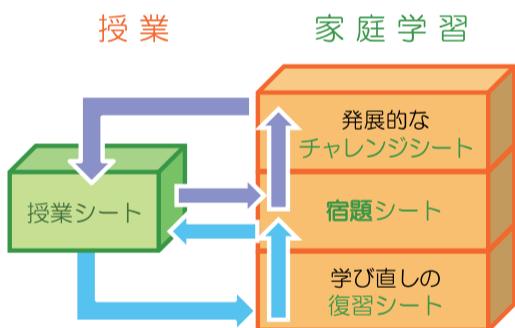 授業
家庭学習
発展的な
チャレンジシート
授業シート
宿題シート
学び直しの
復習シート